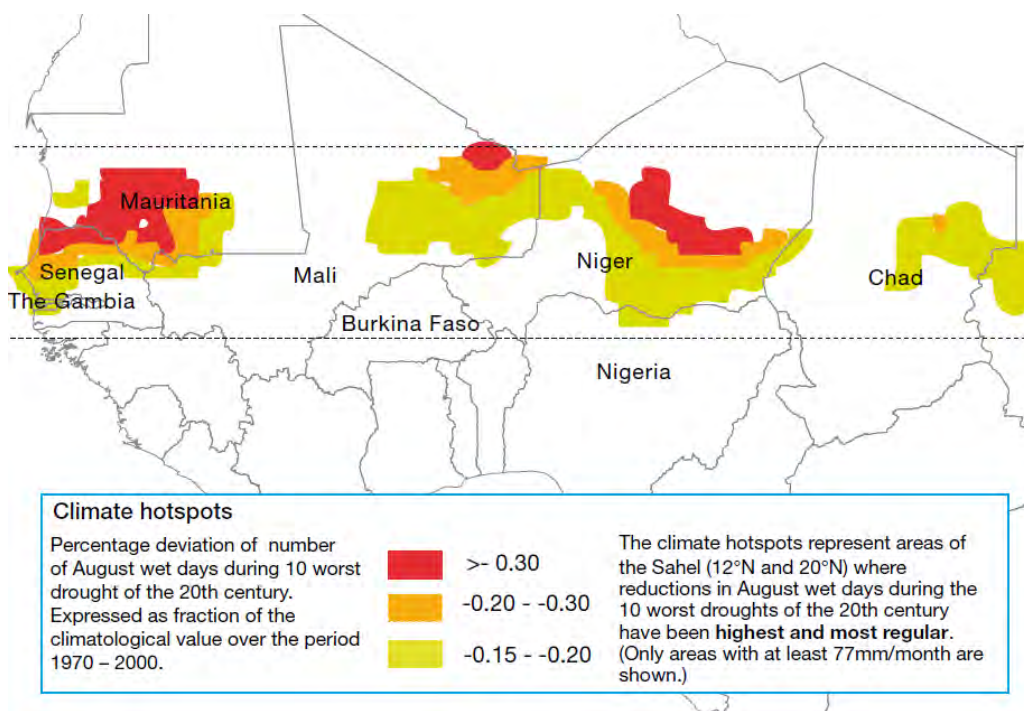 Mauritania
Senegal
The Gambia
Mali
Burkina Faso
Niger
Nigeria
Chad
Climate hotspots
Percentage deviation of number
of August wet days during 10 worst
drought of the 20th century.
Expressed as fraction of the
climatological value over the period
1970 – 2000.
>- 0.30
-0.20 - -0.30
-0.15 - -0.20
The climate hotspots represent areas of
the Sahel (12°N and 20°N) where
reductions in August wet days during the
10 worst droughts of the 20th century
have been highest and most regular.
(Only areas with at least 77mm/month are
shown.)